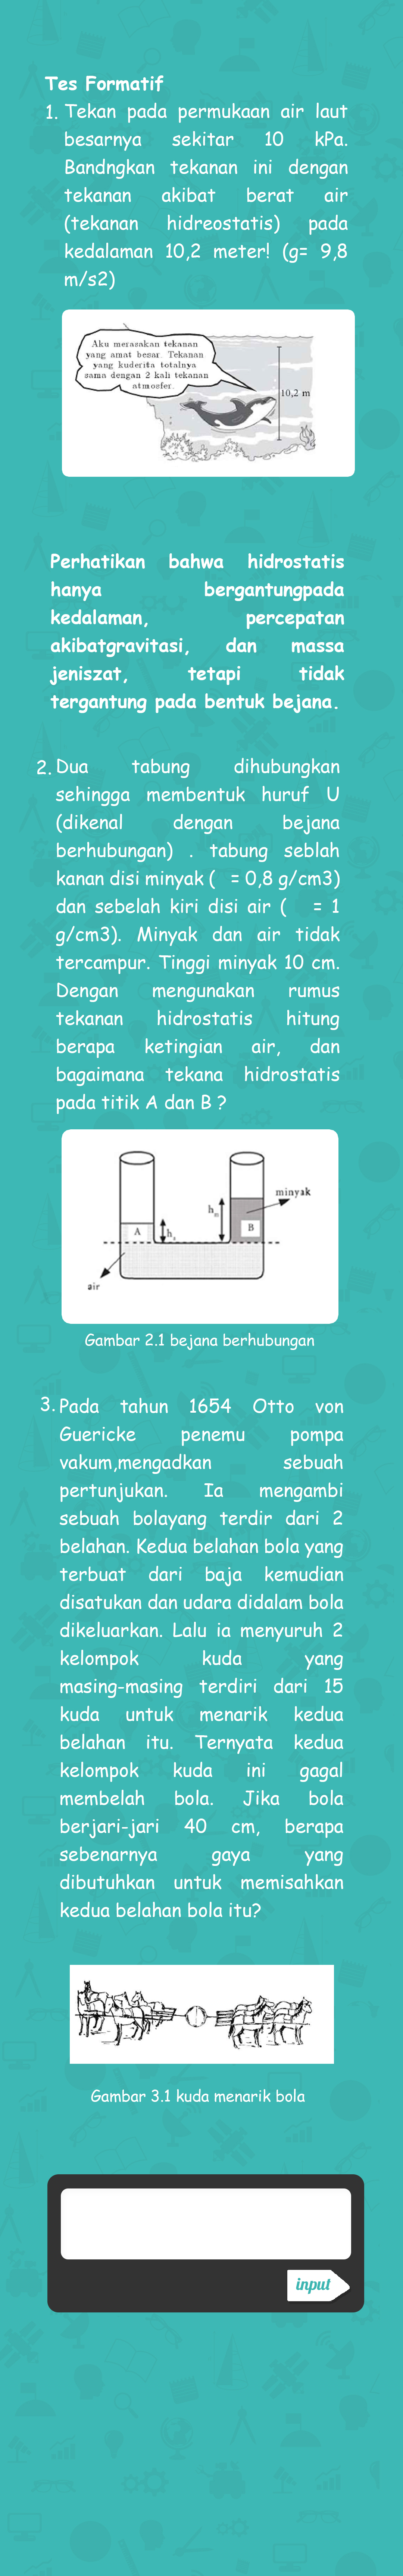 Tes Formatif
1. Tekan pada permukaan air laut
besarnya sekitar 10 kPa.
Bandngkan tekanan ini dengan
tekanan akibat berat air
(tekanan hidreostatis) pada
kedalaman 10,2 meter! (g= 9,8
m/s2)
Aku merasakan tekanan
yang amat besar. Tekanan
yang kuderita totalnya
sama dengan 2 kali tekanan
atmosfer.
10,2 m
Perhatikan bahwa hidrostatis
hanya bergantungpada
kedalaman, percepatan
akibatgravitasi, dan massa
jeniszat, tetapi tidak
tergantung pada bentuk bejana.
2. Dua tabung dihubungkan
sehingga membentuk huruf U
(dikenal dengan bejana
berhubungan) . tabung seblah
kanan disi minyak ( = 0,8 g/cm3)
dan sebelah kiri disi air ( = 1
g/cm3). Minyak dan air tidak
tercampur. Tinggi minyak 10 cm.
Dengan mengunakan rumus
tekanan hidrostatis hitung
berapa ketingian air, dan
bagaimana tekana hidrostatis
pada titik A dan B ?
minyak
A
h
h
B
air
Gambar 2.1 bejana berhubungan
3. Pada tahun 1654 Otto von
Guericke penemu pompa
vakum,mengadkan sebuah
pertunjukan. Ia mengambi
sebuah bolayang terdir dari 2
belahan. Kedua belahan bola yang
terbuat dari baja kemudian
disatukan dan udara didalam bola
dikeluarkan. Lalu ia menyuruh 2
kelompok kuda yang
masing-masing terdiri dari 15
kuda untuk menarik kedua
belahan itu. Ternyata kedua
kelompok kuda ini gagal
membelah bola. Jika bola
berjari-jari 40 cm, berapa
sebenarnya gaya yang
dibutuhkan untuk memisahkan
kedua belahan bola itu?
Gambar 3.1 kuda menarik bola
input